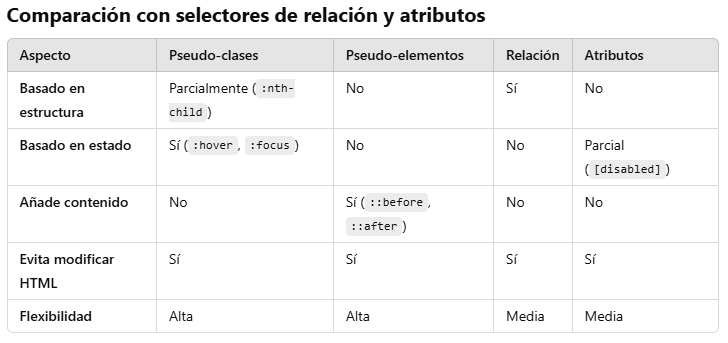 Comparación con selectores de relación y atributos
Aspecto Pseudo-clases Pseudo-elementos Relación Atributos
Basado en estructura Parcialmente ( :nth-child ) No Sí No
Basado en estado Sí ( :hover , :focus ) No No Parcial ( [disabled] )
Añade contenido No Sí ( ::before , ::after ) No No
Evita modificar HTML Sí Sí Sí Sí
Flexibilidad Alta Alta Media Media